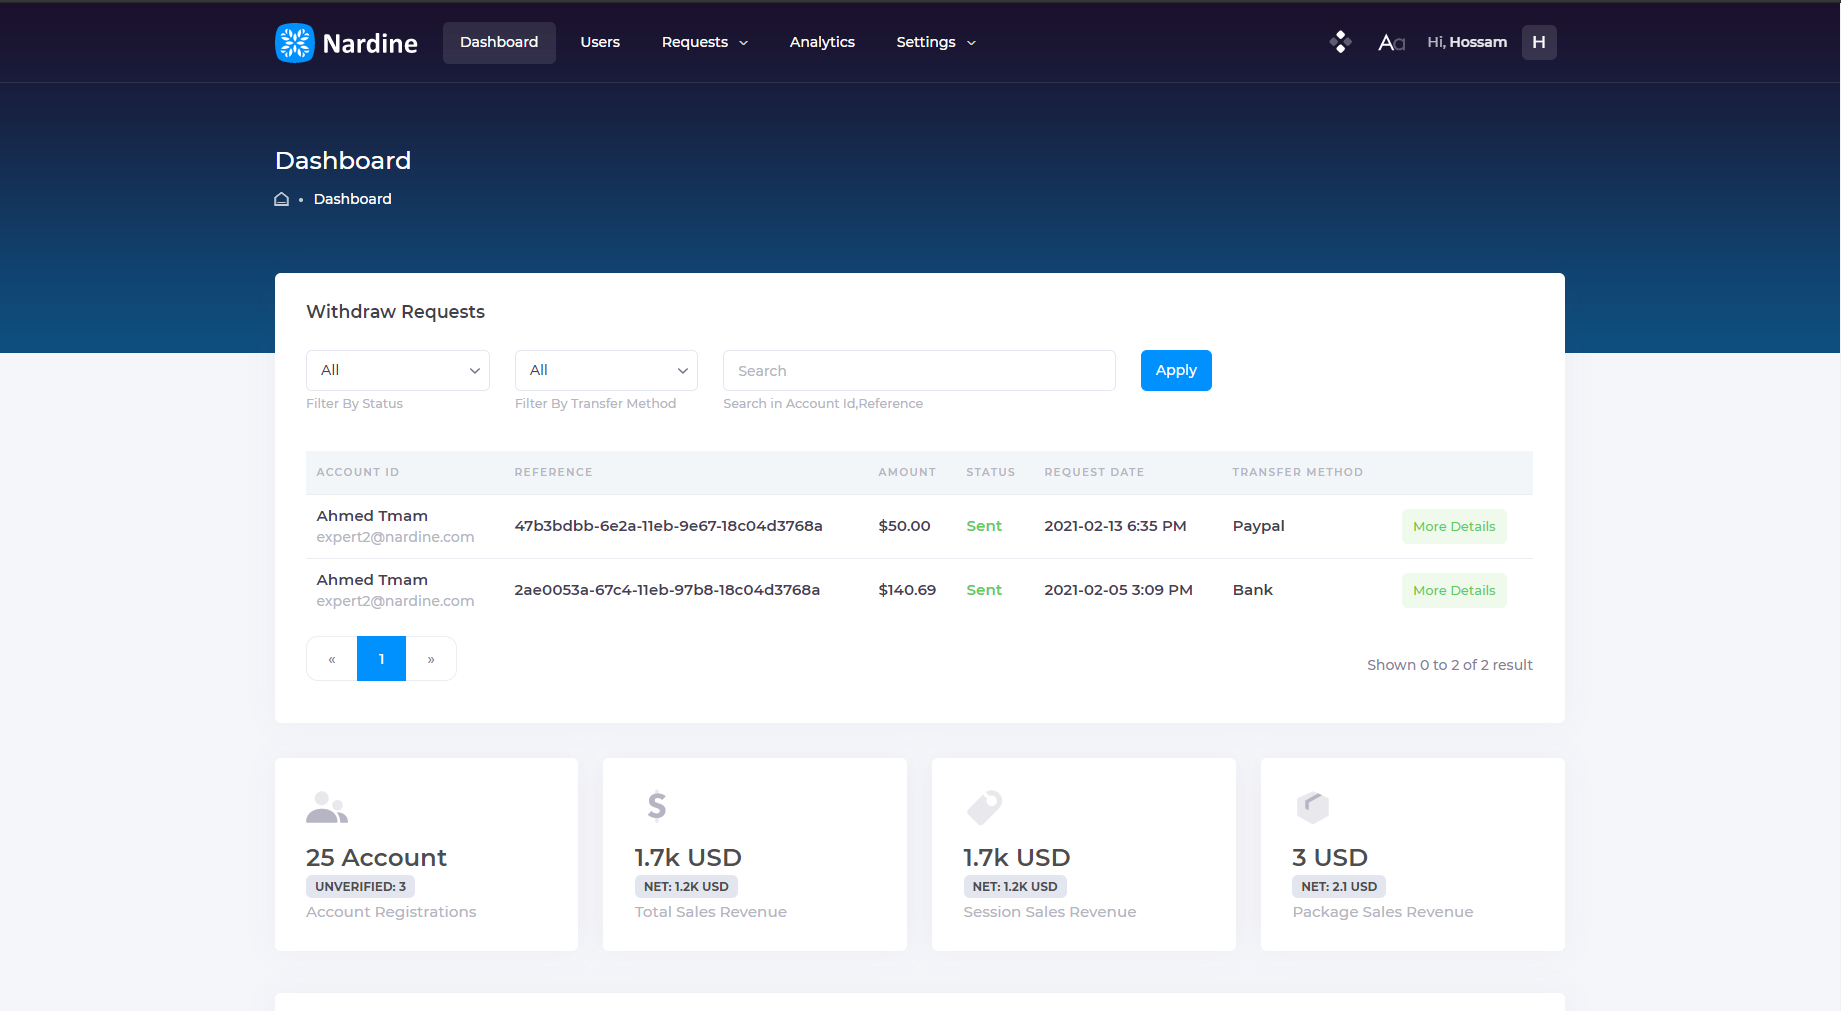 Nardine
Dashboard Users Requests Analytics Settings
Aa Hi, Hossam H
Dashboard
Dashboard
Withdraw Requests
All All Search Apply
Filter By Status Filter By Transfer Method Search in Account Id,Reference
ACCOUNT ID REFERENCE AMOUNT STATUS REQUEST DATE TRANSFER METHOD
Ahmed Tmam
expert2@nardine.com
47b3bdbb-6e2a-11eb-9e67-18c04d3768a $50.00 Sent 2021-02-13 6:35 PM Paypal More Details
Ahmed Tmam
expert2@nardine.com
2ae0053a-67c4-11eb-97b8-18c04d3768a $140.69 Sent 2021-02-05 3:09 PM Bank More Details
« 1 »
Shown 0 to 2 of 2 result
25 Account
UNVERIFIED: 3
Account Registrations
$
1.7k USD
NET: 1.2K USD
Total Sales Revenue
1.7k USD
NET: 1.2K USD
Session Sales Revenue
3 USD
NET: 2.1 USD
Package Sales Revenue